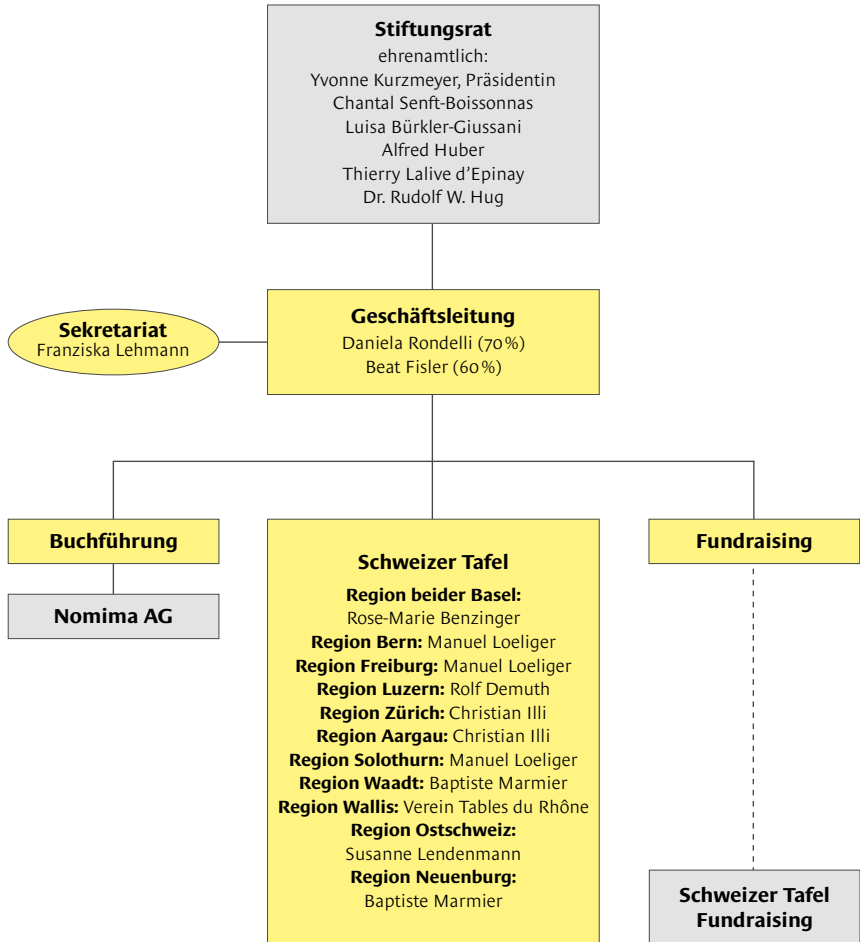 Stiftungsrat
ehrenamtlich:
Yvonne Kurzmeyer, Präsidentin
Chantal Senft-Boissonnas
Luisa Bürkler-Giussani
Alfred Huber
Thierry Lalive d’Epinay
Dr. Rudolf W. Hug
Sekretariat
Franziska Lehmann
Geschäftsleitung
Daniela Rondelli (70%)
Beat Fisler (60%)
Buchführung
Nomima AG
Schweizer Tafel
Region beider Basel:
Rose-Marie Benzinger
Region Bern: Manuel Loeliger
Region Freiburg: Manuel Loeliger
Region Luzern: Rolf Demuth
Region Zürich: Christian Illi
Region Aargau: Christian Illi
Region Solothurn: Manuel Loeliger
Region Waadt: Baptiste Marmier
Region Wallis: Verein Tables du Rhône
Region Ostschweiz:
Susanne Lendenmann
Region Neuenburg:
Baptiste Marmier
Fundraising
Schweizer Tafel
Fundraising